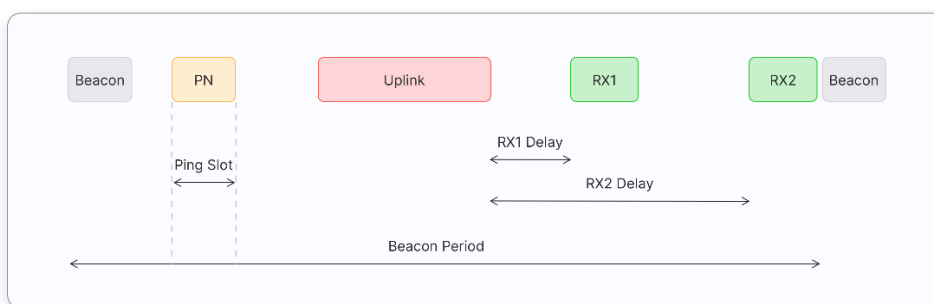 Beacon
PN
Uplink
RX1
RX2
Beacon
RX1 Delay
Ping Slot
RX2 Delay
Beacon Period